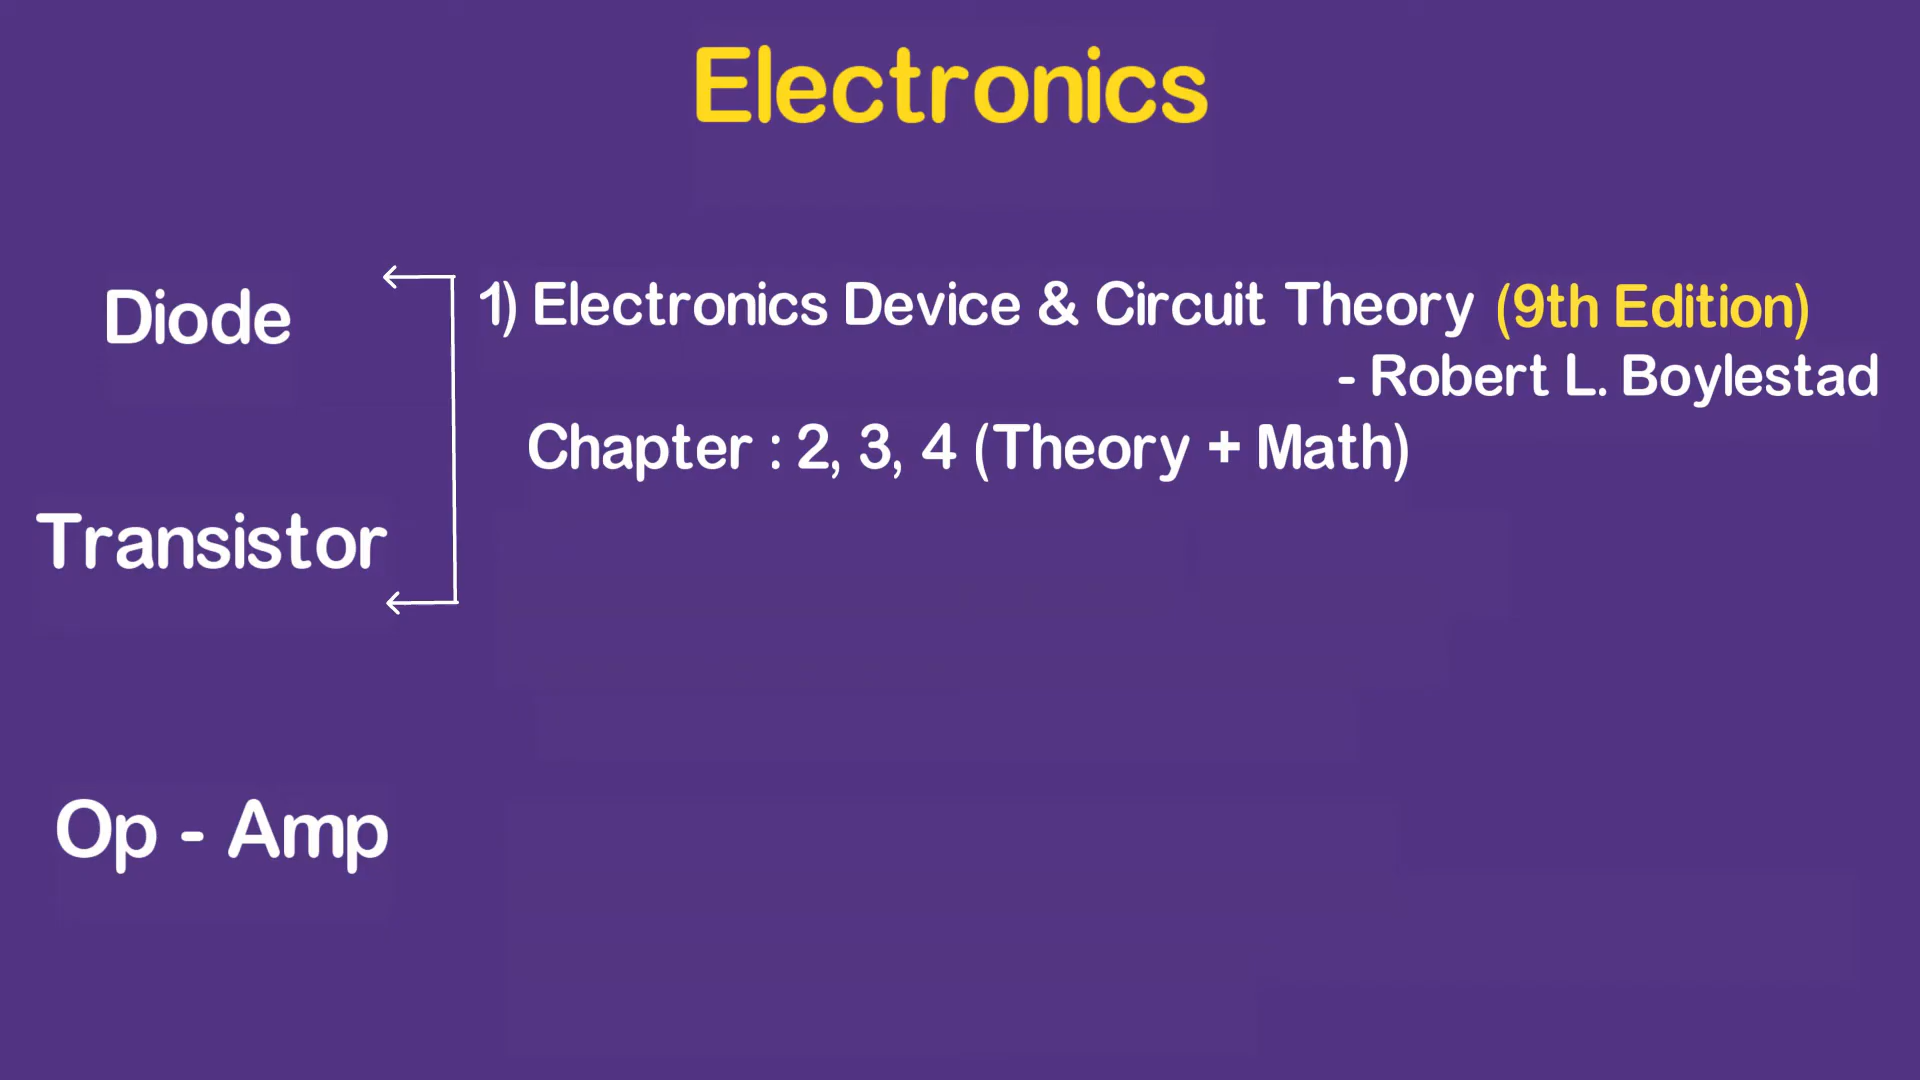 Electronics
Diode
1) Electronics Device & Circuit Theory (9th Edition)
- Robert L. Boylestad
Chapter : 2, 3, 4 (Theory + Math)
Transistor
Op - Amp